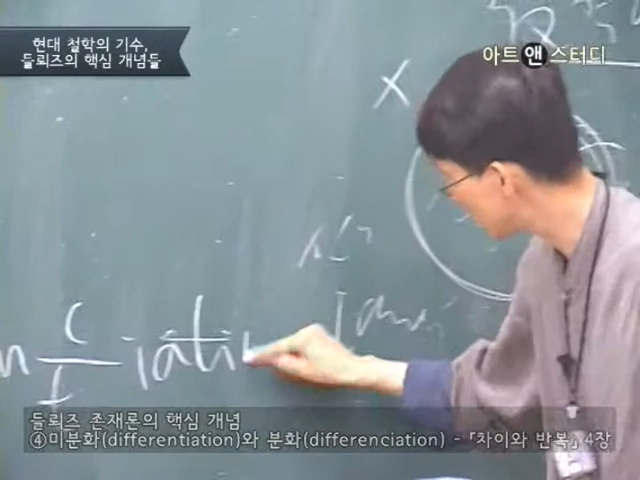 현대 철학의 기수,
들뢰즈의 핵심 개념들
아트앤스터디
x
n c/t iatio
들뢰즈 존재론의 핵심 개념
④미분화(differentiation)와 분화(differenciation) - 『차이와 반복』 4장